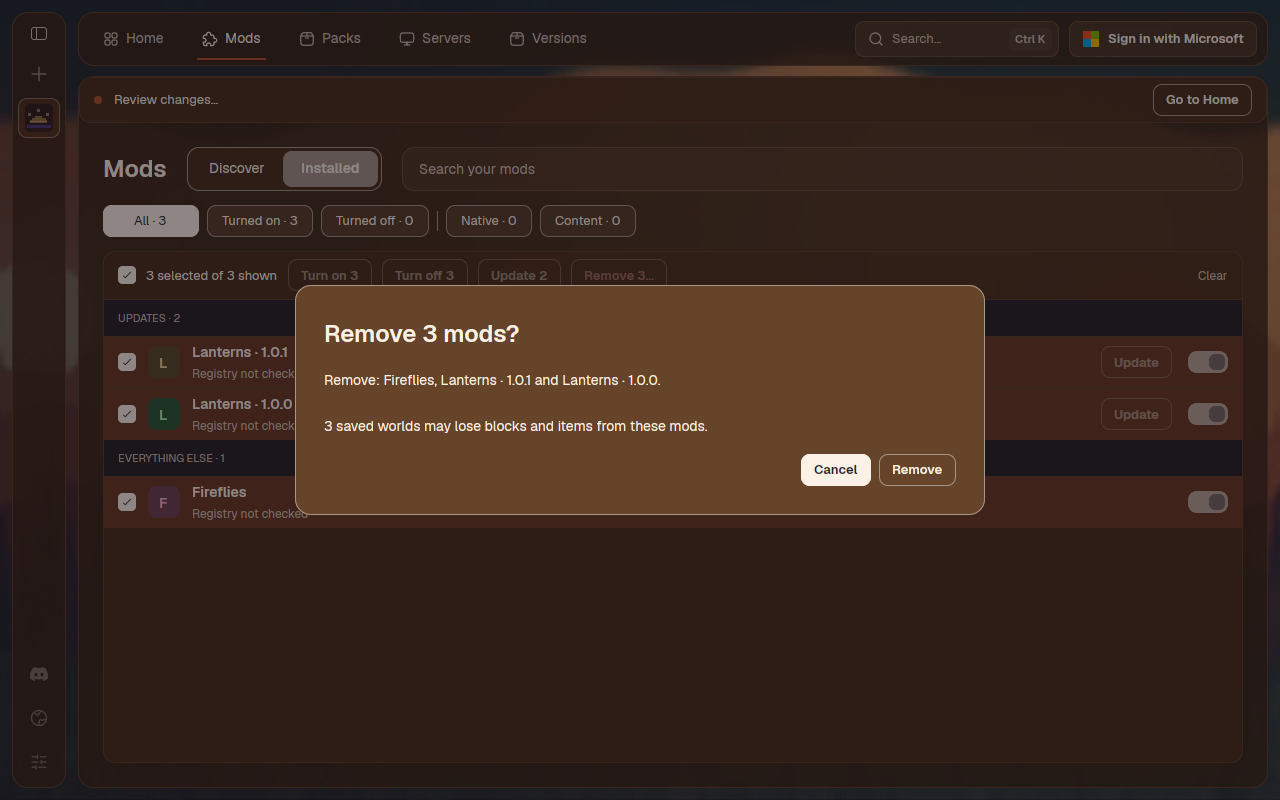 Home
Mods
Packs
Servers
Versions
Search...
Ctrl K
Sign in with Microsoft
Review changes...
Go to Home
Mods
Discover
Installed
Search your mods
All · 3
Turned on · 3
Turned off · 0
Native · 0
Content · 0
3 selected of 3 shown
Turn on 3
Turn off 3
Update 2
Remove 3...
Clear
UPDATES · 2
L
Lanterns · 1.0.1
Registry not check
Update
L
Lanterns · 1.0.0
Registry not check
Update
EVERYTHING ELSE · 1
F
Fireflies
Registry not checked
Remove 3 mods?
Remove: Fireflies, Lanterns · 1.0.1 and Lanterns · 1.0.0.
3 saved worlds may lose blocks and items from these mods.
Cancel
Remove